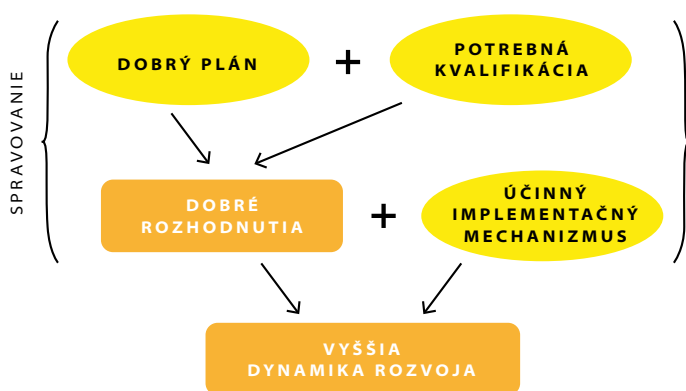 SPRAVOVANIE
DOBRÝ PLÁN
+
POTREBNÁ
KVALIFIKÁCIA
DOBRÉ
ROZHODNUTIA
+
ÚČINNÝ
IMPLEMENTAČNÝ
MECHANIZMUS
VYŠŠIA
DYNAMIKA ROZVOJA